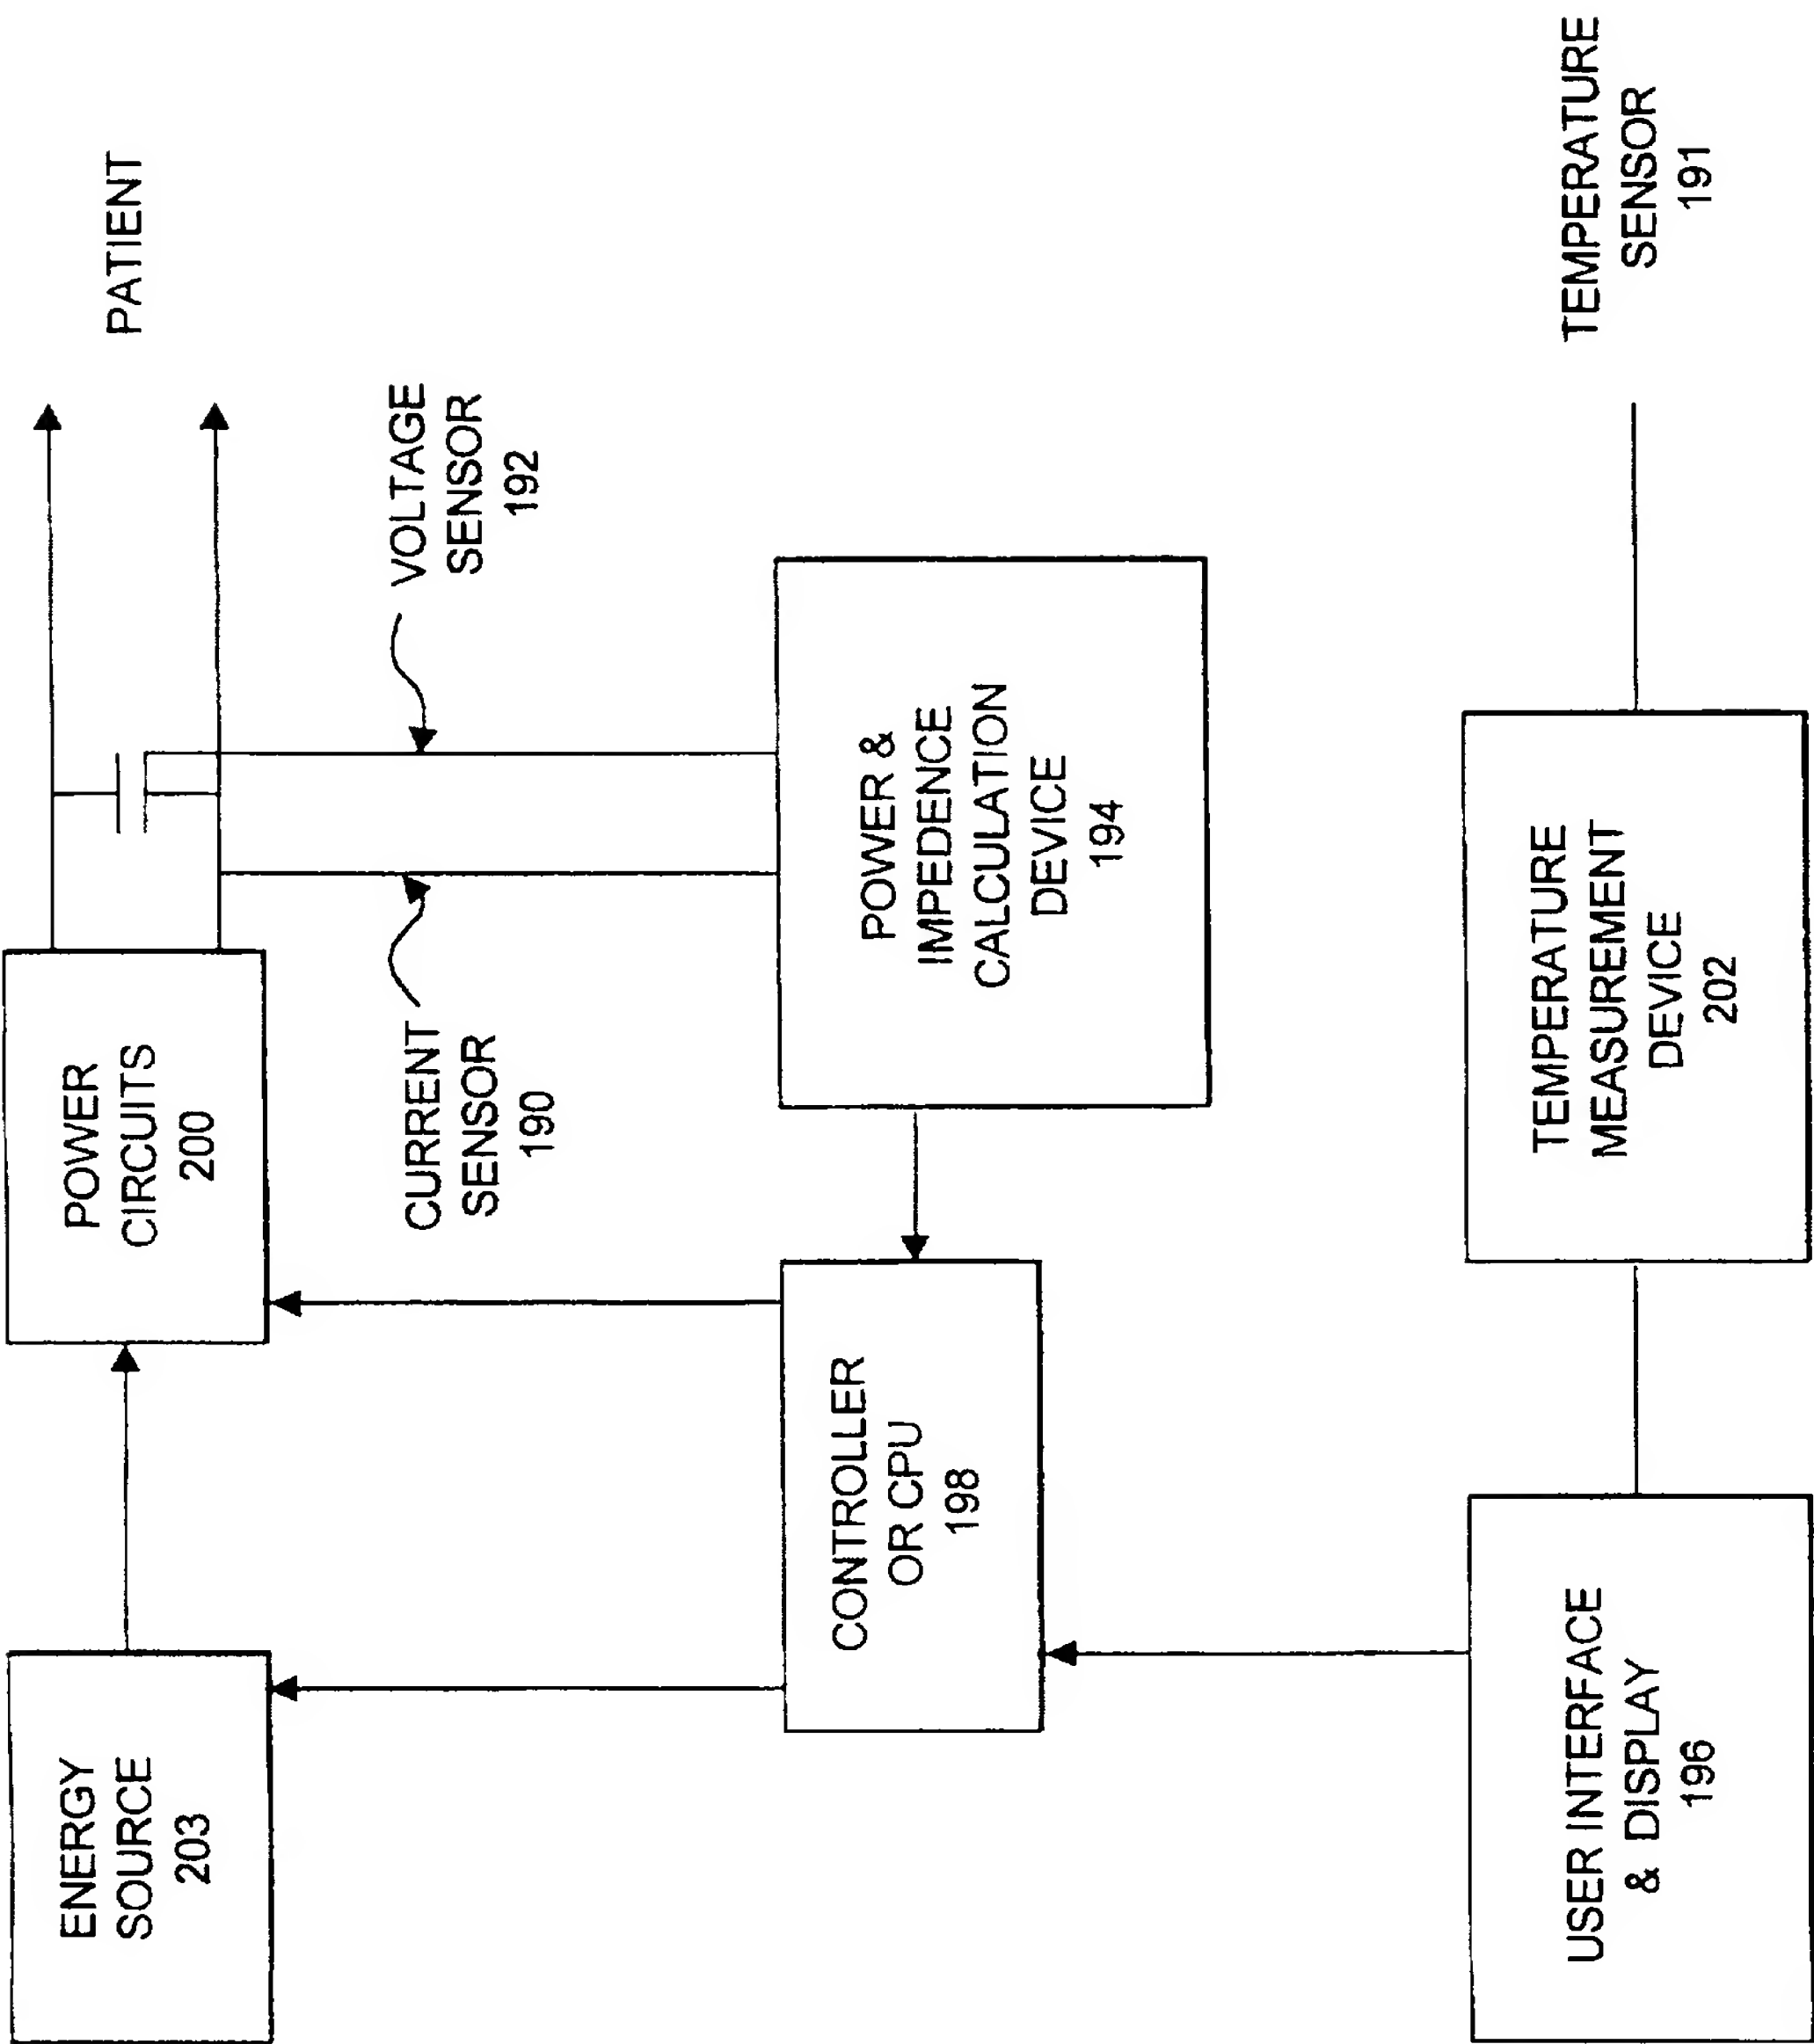 ENERGY
SOURCE
203
POWER
CIRCUITS
200
PATIENT
CURRENT
SENSOR
190
VOLTAGE
SENSOR
192
CONTROLLER
OR CPU
198
POWER &
IMPEDENCE
CALCULATION
DEVICE
194
USER INTERFACE
& DISPLAY
196
TEMPERATURE
MEASUREMENT
DEVICE
202
TEMPERATURE
SENSOR
191